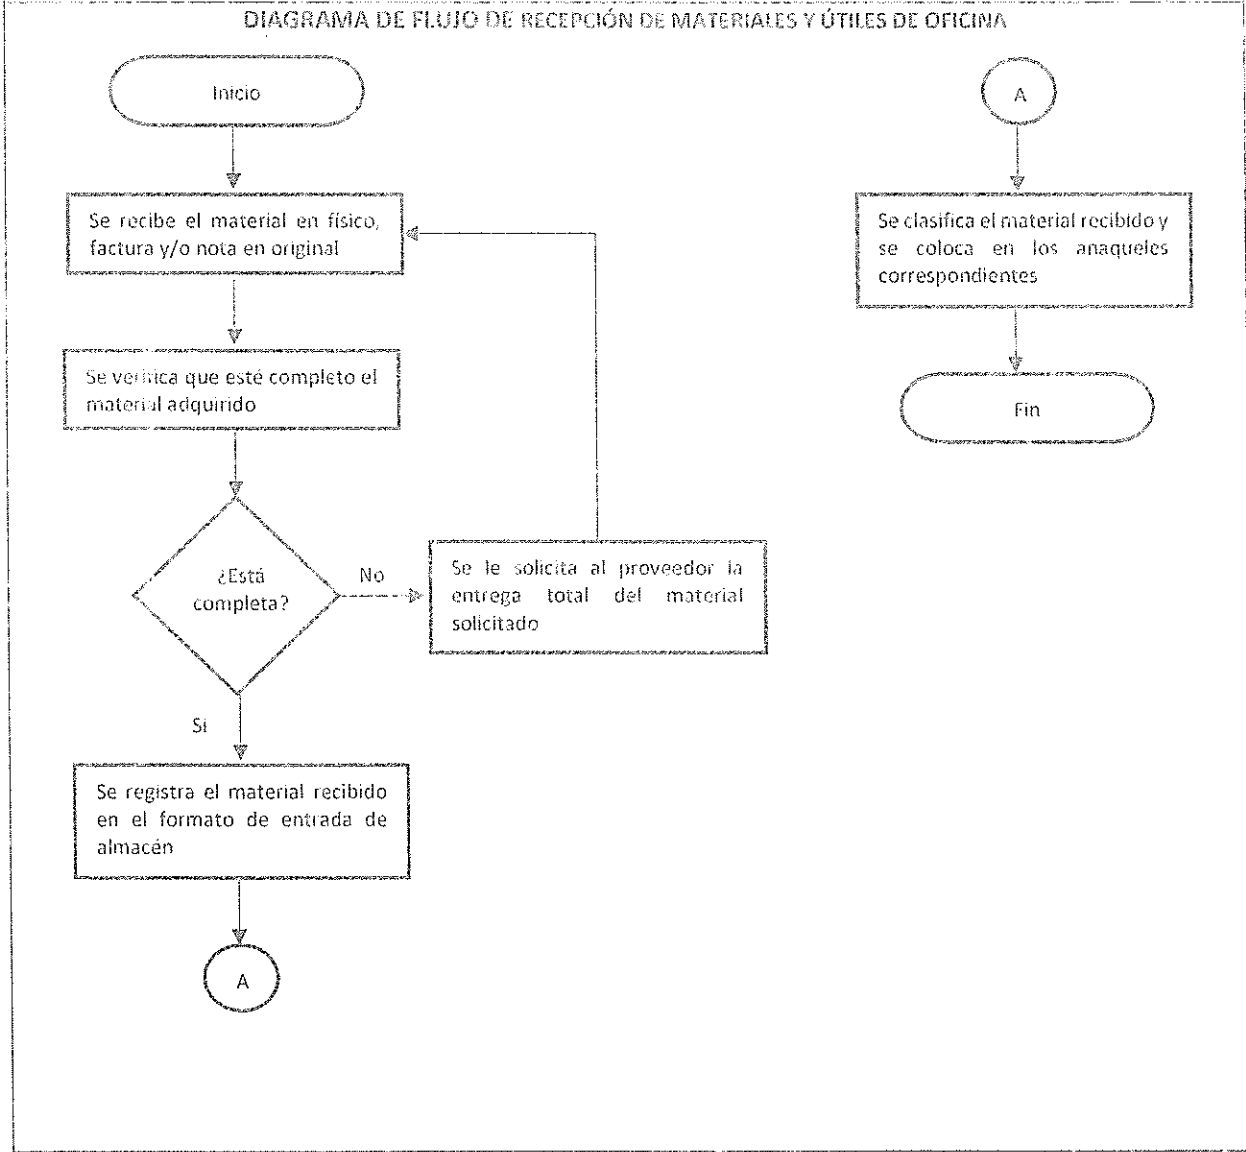 DIAGRAMA DE FLUJO DE RECEPCIÓN DE MATERIALES Y ÚTILES DE OFICINA
Inicio
Se recibe el material en físico,
factura y/o nota en original
Se verifica que esté completo el
material adquirido
¿Está
completa?
No
Se le solicita al proveedor la
entrega total del material
solicitado
Si
Se registra el material recibido
en el formato de entrada de
almacén
A
A
Se clasifica el material recibido y
se coloca en los anaqueles
correspondientes
Fin